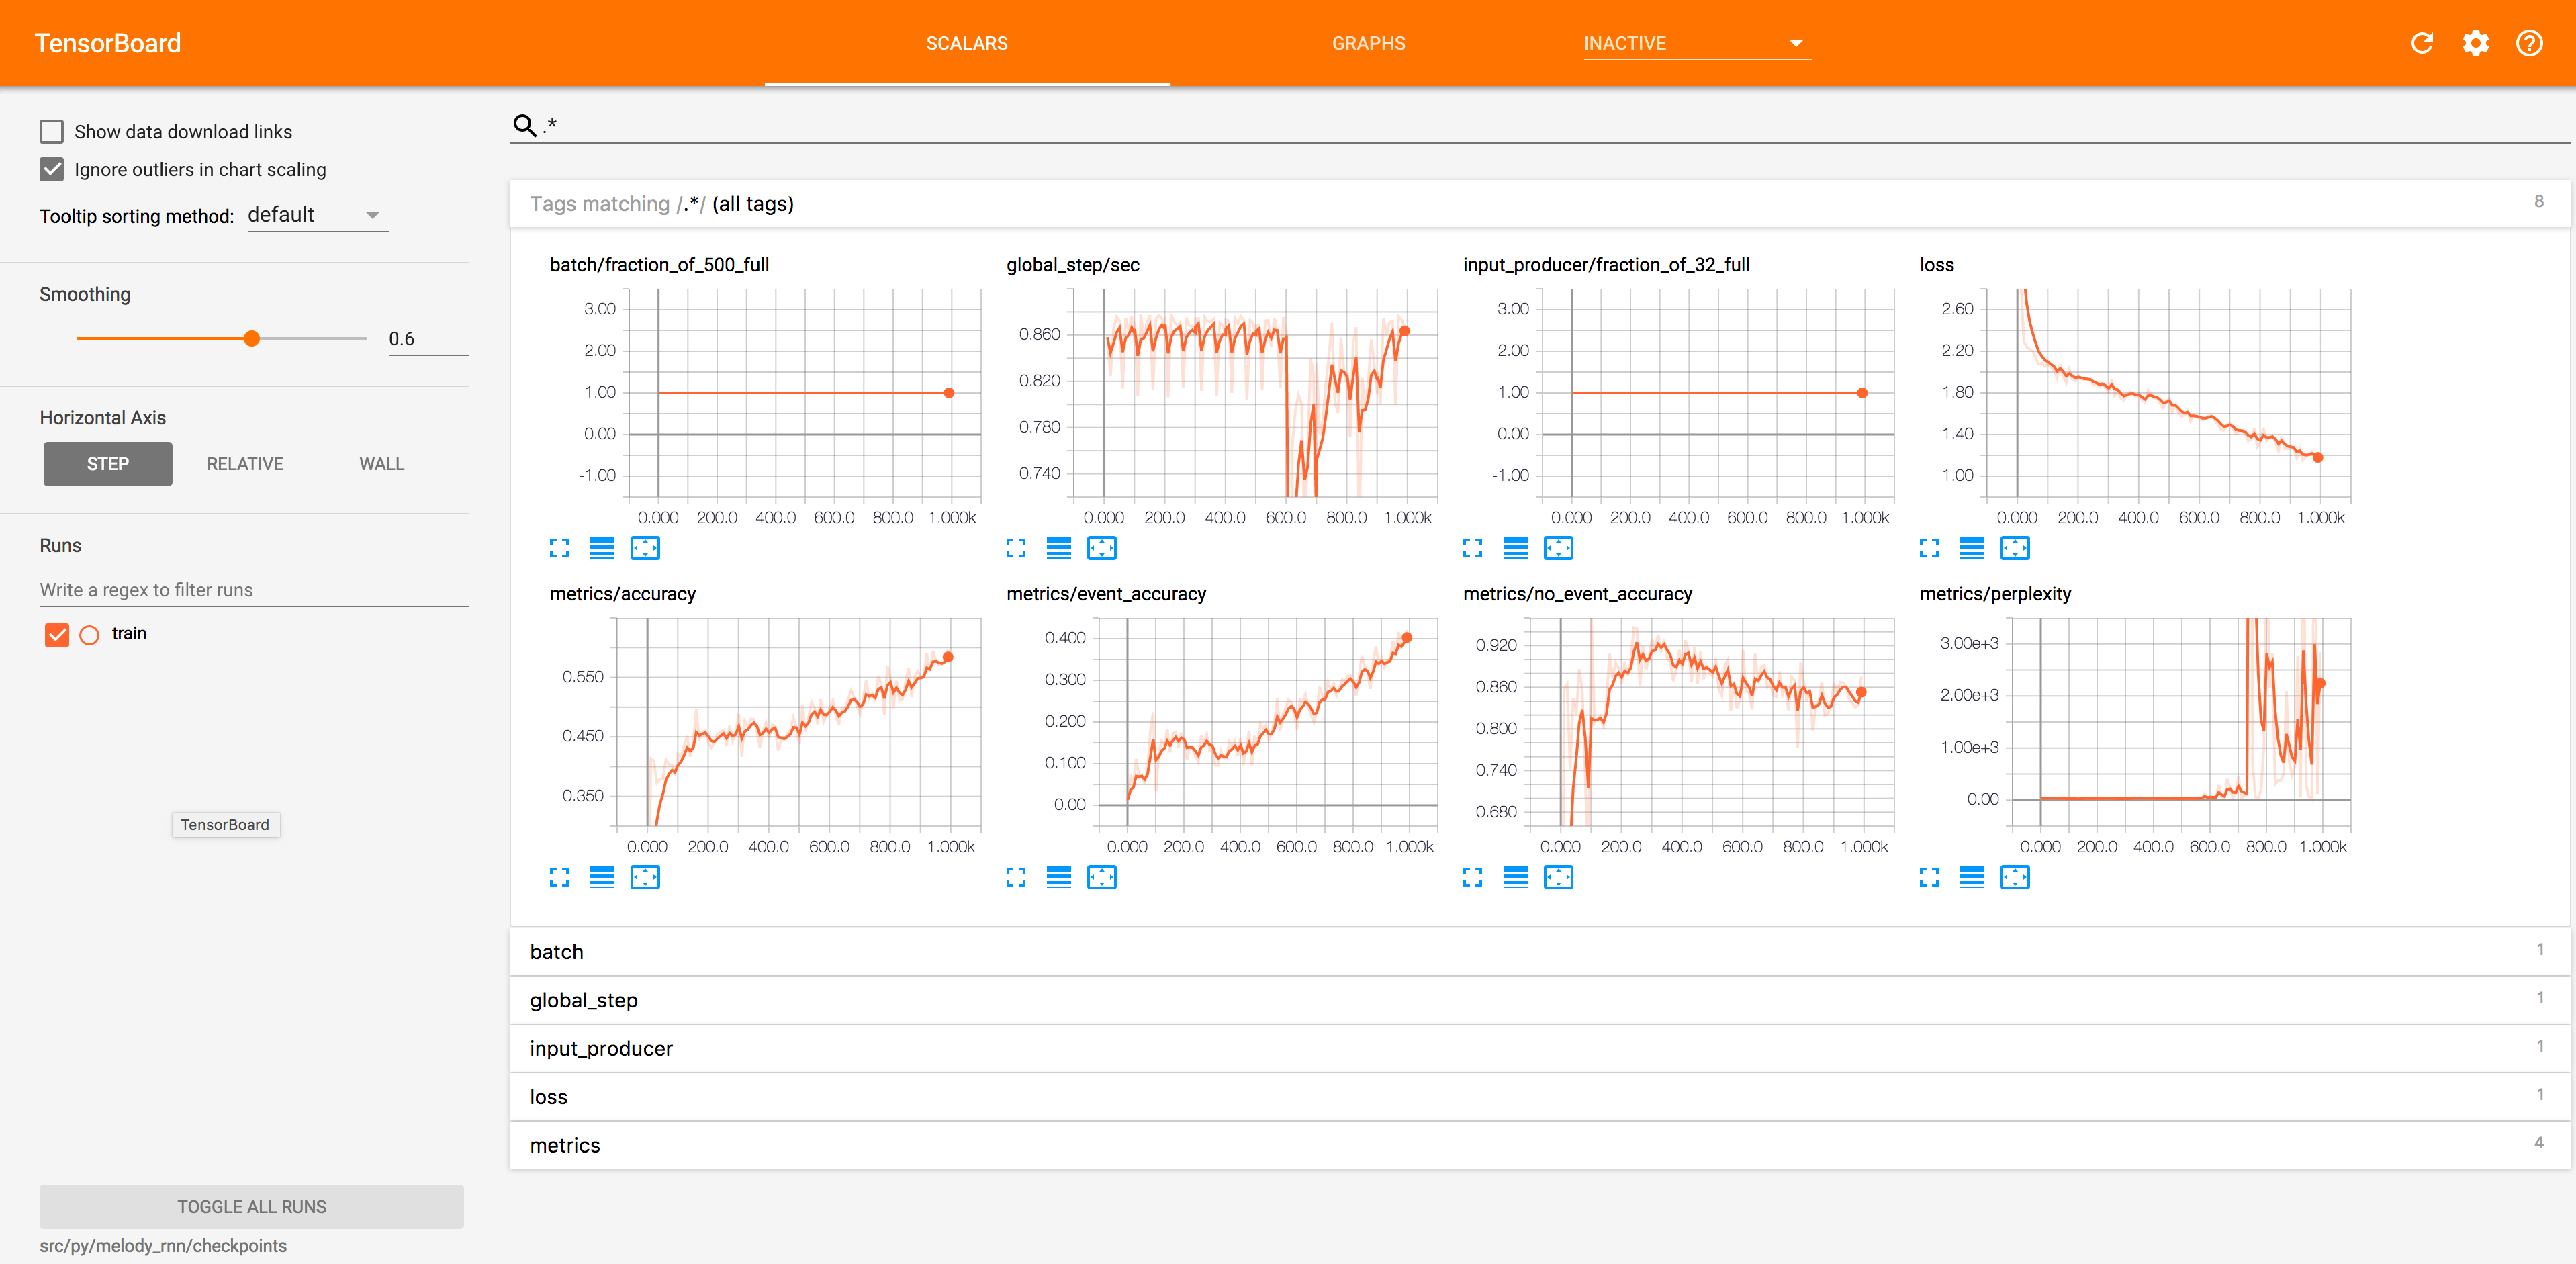 TensorBoard
SCALARS
GRAPHS
INACTIVE
Show data download links
Ignore outliers in chart scaling
Tooltip sorting method: default
Smoothing
0.6
Horizontal Axis
STEP RELATIVE WALL
Runs
Write a regex to filter runs
train
TensorBoard
TOGGLE ALL RUNS
src/py/melody_rnn/checkpoints
.*
Tags matching /.*/ (all tags) 8
batch/fraction_of_500_full
3.00
2.00
1.00
0.00
-1.00
0.000 200.0 400.0 600.0 800.0 1.000k
global_step/sec
0.860
0.820
0.780
0.740
0.000 200.0 400.0 600.0 800.0 1.000k
input_producer/fraction_of_32_full
3.00
2.00
1.00
0.00
-1.00
0.000 200.0 400.0 600.0 800.0 1.000k
loss
2.60
2.20
1.80
1.40
1.00
0.000 200.0 400.0 600.0 800.0 1.000k
metrics/accuracy
0.550
0.450
0.350
0.000 200.0 400.0 600.0 800.0 1.000k
metrics/event_accuracy
0.400
0.300
0.200
0.100
0.00
0.000 200.0 400.0 600.0 800.0 1.000k
metrics/no_event_accuracy
0.920
0.860
0.800
0.740
0.680
0.000 200.0 400.0 600.0 800.0 1.000k
metrics/perplexity
3.00e+3
2.00e+3
1.00e+3
0.00
0.000 200.0 400.0 600.0 800.0 1.000k
batch 1
global_step 1
input_producer 1
loss 1
metrics 4